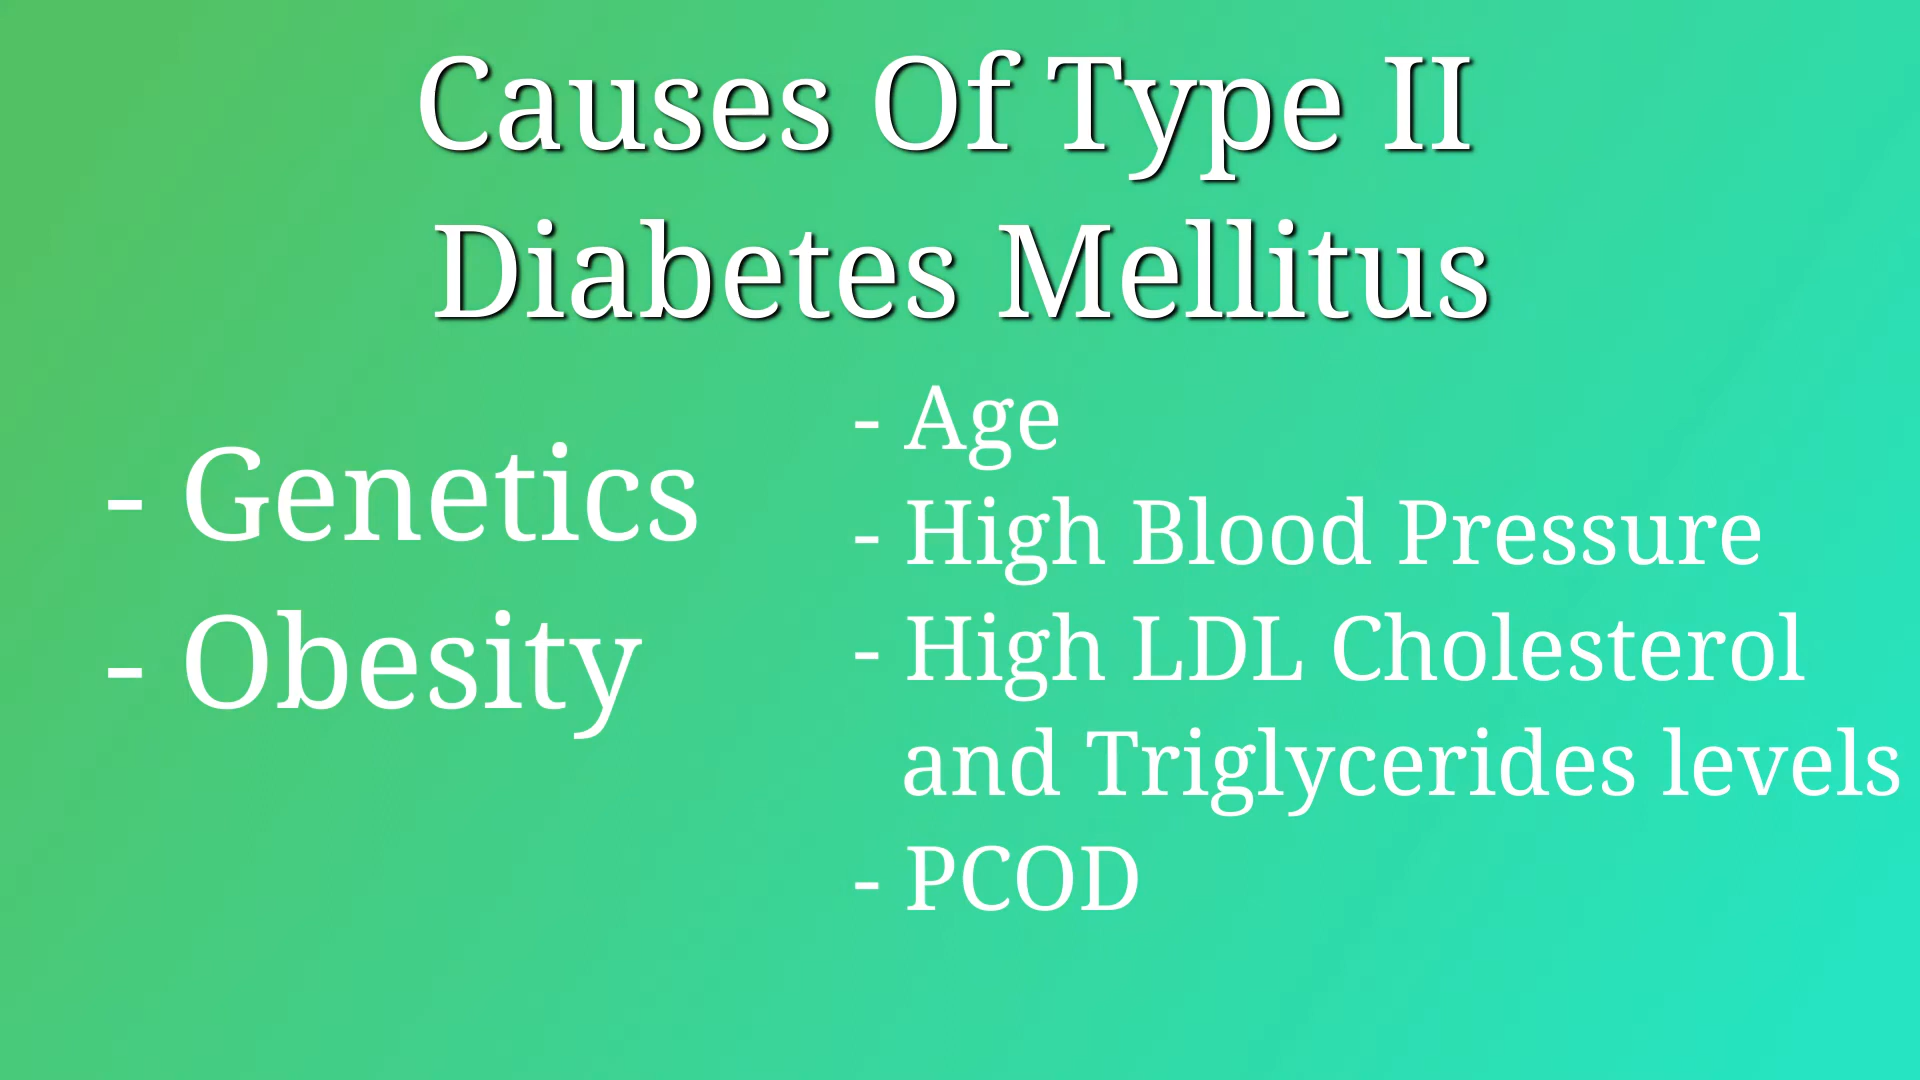 Causes Of Type II
Diabetes Mellitus
- Genetics
- Obesity
- Age
- High Blood Pressure
- High LDL Cholesterol
and Triglycerides levels
- PCOD